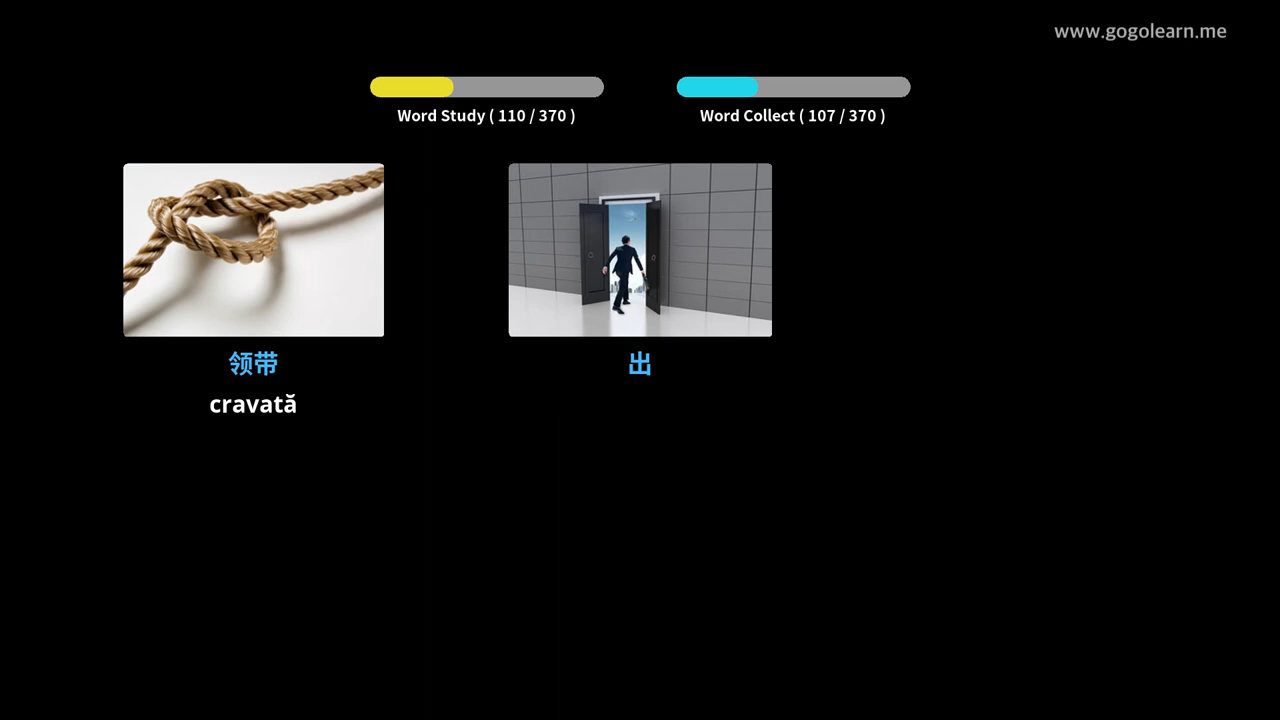 www.gogolearn.me
Word Study ( 110 / 370 )
Word Collect ( 107 / 370 )
领带
cravată
出